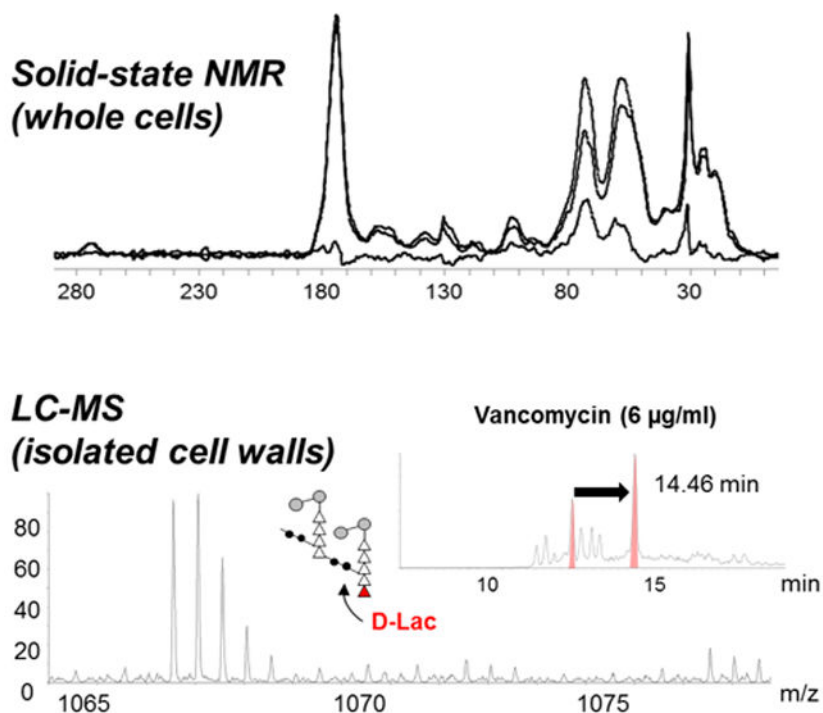 Solid-state NMR
(whole cells)
280 230 180 130 80 30
LC-MS
(isolated cell walls)
Vancomycin (6 µg/ml)
14.46 min
10 15 min
80
60
40
20
0
D-Lac
1065 1070 1075 m/z